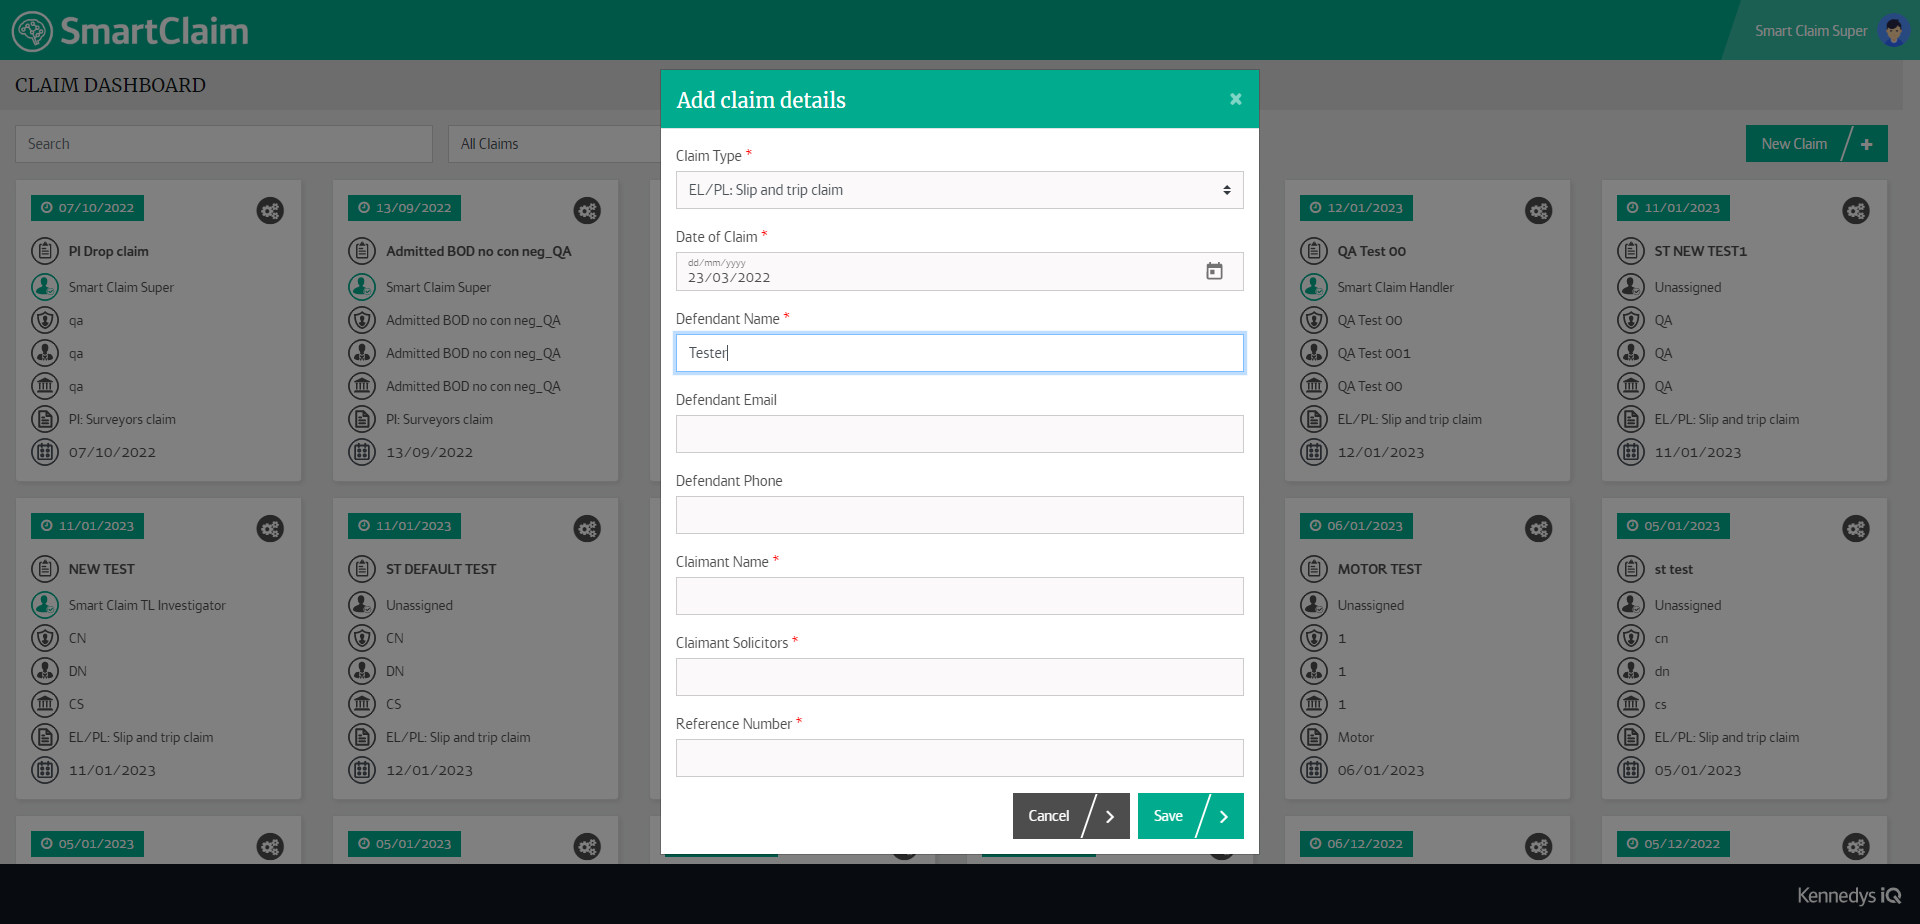 SmartClaim
Smart Claim Super
CLAIM DASHBOARD
Search
All Claims
New Claim
07/10/2022
PI Drop claim
Smart Claim Super
qa
qa
qa
PI: Surveyors claim
07/10/2022
13/09/2022
Admitted BOD no con neg_QA
Smart Claim Super
Admitted BOD no con neg_QA
Admitted BOD no con neg_QA
Admitted BOD no con neg_QA
PI: Surveyors claim
13/09/2022
Add claim details
Claim Type *
EL/PL: Slip and trip claim
Date of Claim *
dd/mm/yyyy
23/03/2022
Defendant Name *
Tester
Defendant Email
Defendant Phone
Claimant Name *
Claimant Solicitors *
Reference Number *
Cancel
Save
12/01/2023
QA Test 00
Smart Claim Handler
QA Test 00
QA Test 001
QA Test 00
EL/PL: Slip and trip claim
12/01/2023
11/01/2023
ST NEW TEST1
Unassigned
QA
QA
QA
EL/PL: Slip and trip claim
11/01/2023
11/01/2023
NEW TEST
Smart Claim TL Investigator
CN
DN
CS
EL/PL: Slip and trip claim
11/01/2023
11/01/2023
ST DEFAULT TEST
Unassigned
CN
DN
CS
EL/PL: Slip and trip claim
12/01/2023
06/01/2023
MOTOR TEST
Unassigned
1
1
1
Motor
06/01/2023
05/01/2023
st test
Unassigned
cn
dn
cs
EL/PL: Slip and trip claim
05/01/2023
05/01/2023
05/01/2023
06/12/2022
05/12/2022
Kennedys iQ